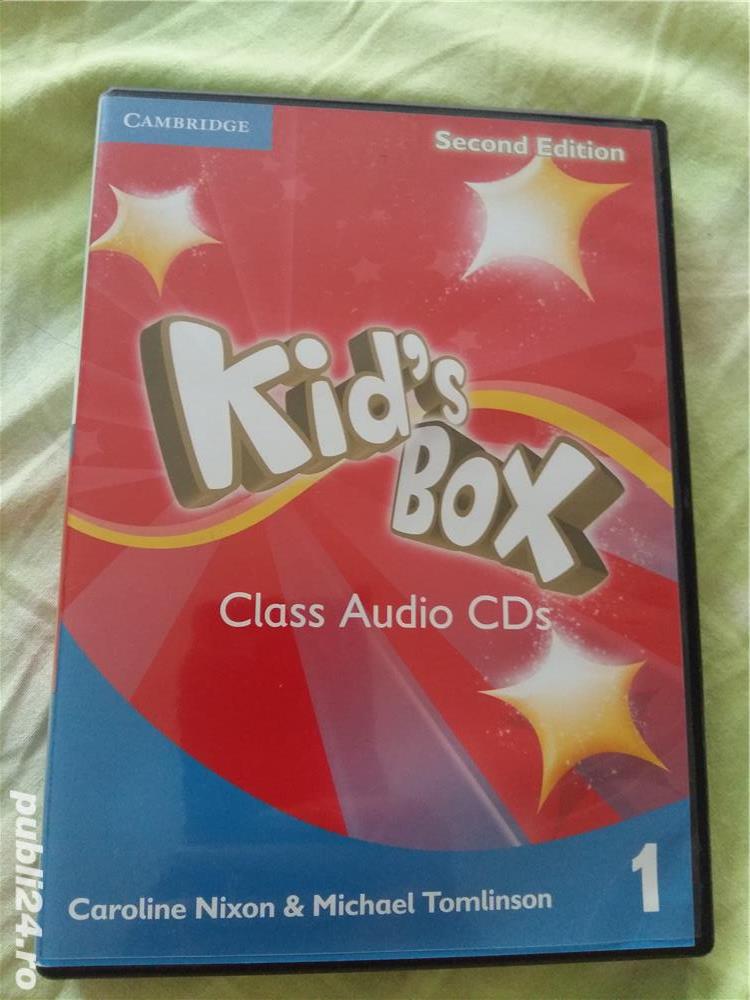 CAMBRIDGE
Second Edition
Kid's
BOX
Class Audio CDs
1
Caroline Nixon & Michael Tomlinson
publi24.ro